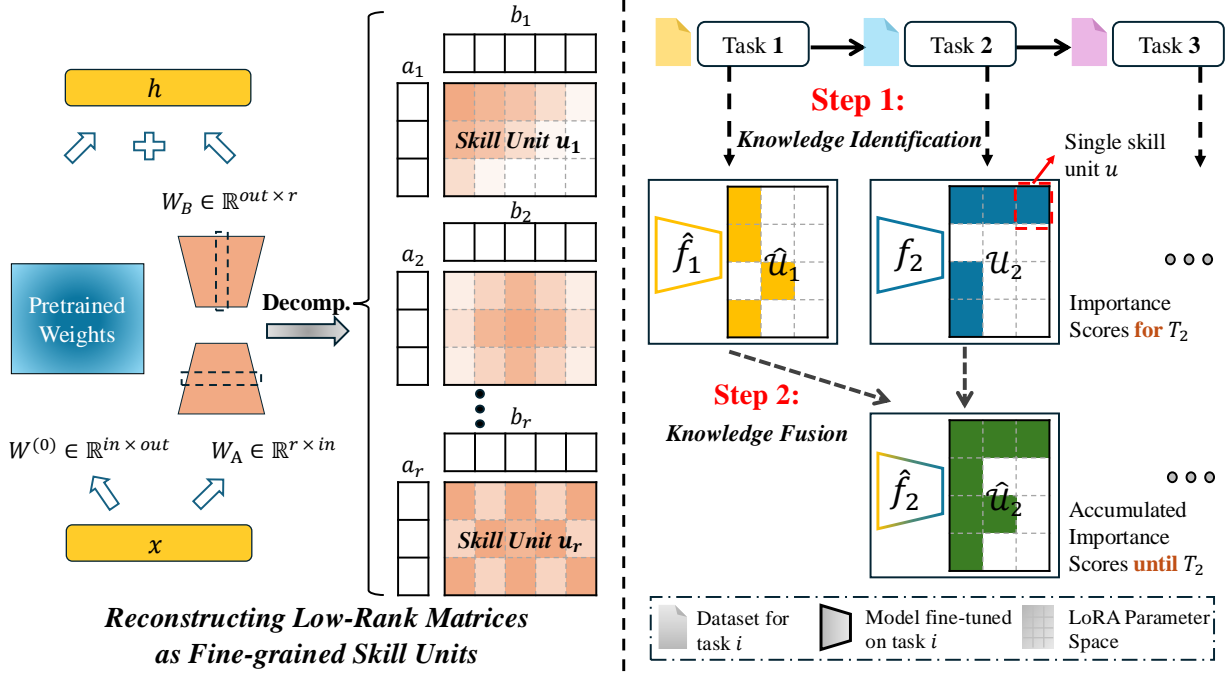 h
W_B ∈ ℝ^{out × r}
Pretrained
Weights
Decomp.
W^{(0)} ∈ ℝ^{in × out}
W_A ∈ ℝ^{r × in}
x
b_1
a_1
Skill Unit u_1
b_2
a_2
b_r
a_r
Skill Unit u_r
Reconstructing Low-Rank Matrices
as Fine-grained Skill Units
Task 1
Task 2
Task 3
Step 1:
Knowledge Identification
Single skill
unit u
f̂_1
Û_1
f_2
U_2
Importance
Scores for T_2
Step 2:
Knowledge Fusion
f̂_2
Û_2
Accumulated
Importance
Scores until T_2
Dataset for
task i
Model fine-tuned
on task i
LoRA Parameter
Space